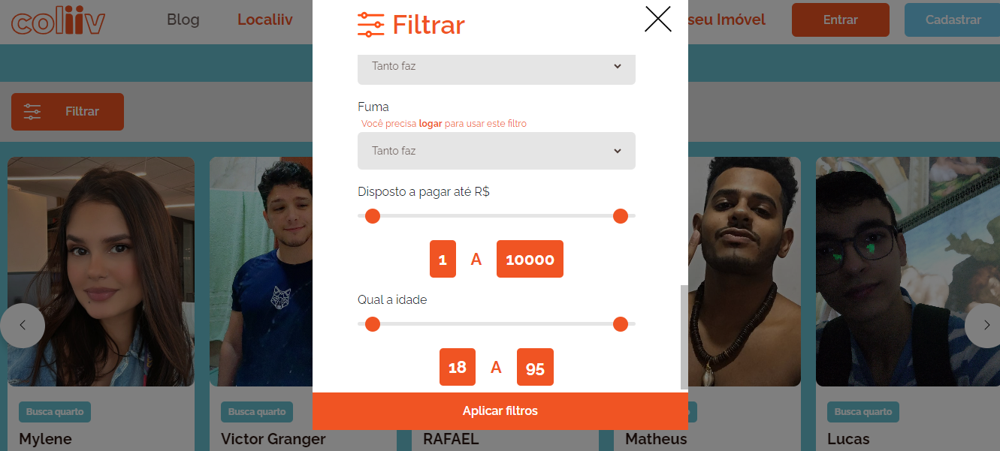 coliiv
Blog
Localiiv
seu Imóvel
Entrar
Cadastrar
Filtrar
Filtrar
Tanto faz
Fuma
Você precisa logar para usar este filtro
Tanto faz
Disposto a pagar até R$
1 A 10000
Qual a idade
18 A 95
Aplicar filtros
Busca quarto
Mylene
Busca quarto
Victor Granger
RAFAEL
Matheus
Busca quarto
Lucas